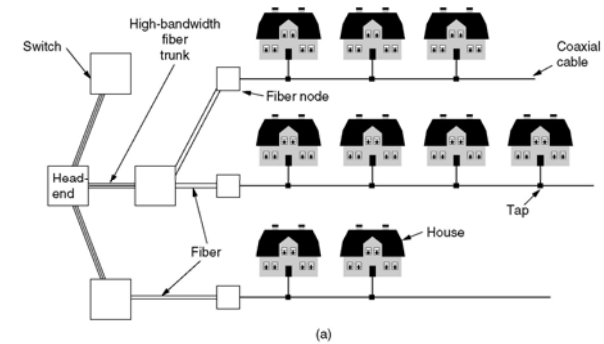 High-bandwidth
fiber
trunk
Switch
Coaxial
cable
Fiber node
Head-
end
Tap
Fiber
House
(a)